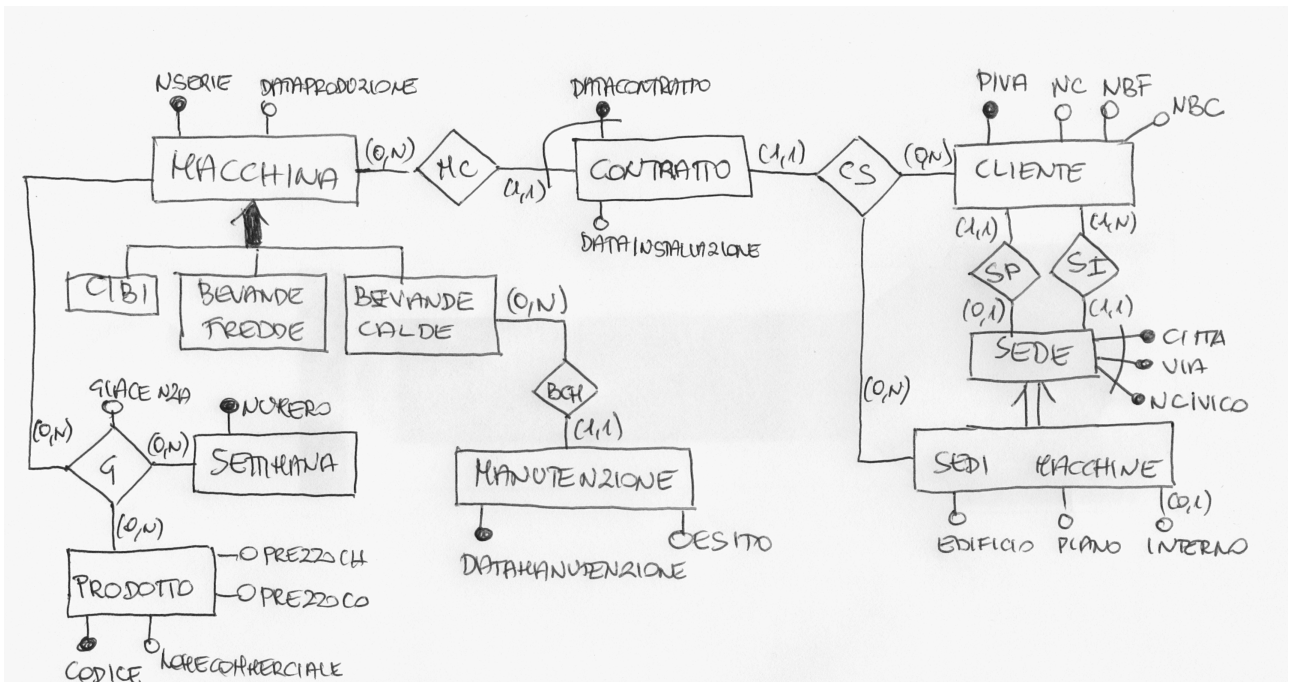 NSERIE
DATAPRODUZIONE
DATACONTRATTO
PIVA
NC
NBF
NBC
MACCHINA
(0,N)
MC
(1,1)
CONTRATTO
(1,1)
CS
(0,N)
CLIENTE
DATAINSTALLAZIONE
(1,1)
(1,N)
SP
SI
(0,1)
(1,1)
CIBI
BEVANDE
FREDDE
BEVANDE
CALDE
(0,N)
SEDE
CITTA
VIA
NCIVICO
GIACENZA
NUMERO
BCM
(0,N)
(0,N)
(0,N)
(1,1)
G
SETTIMANA
MANUTENZIONE
SEDI MACCHINE
(0,1)
(0,N)
EDIFICIO
PIANO
INTERNO
ESITO
DATAMANUTENZIONE
PRODOTTO
PREZZOCH
PREZZOCO
CODICE
NOMECOMMERCIALE